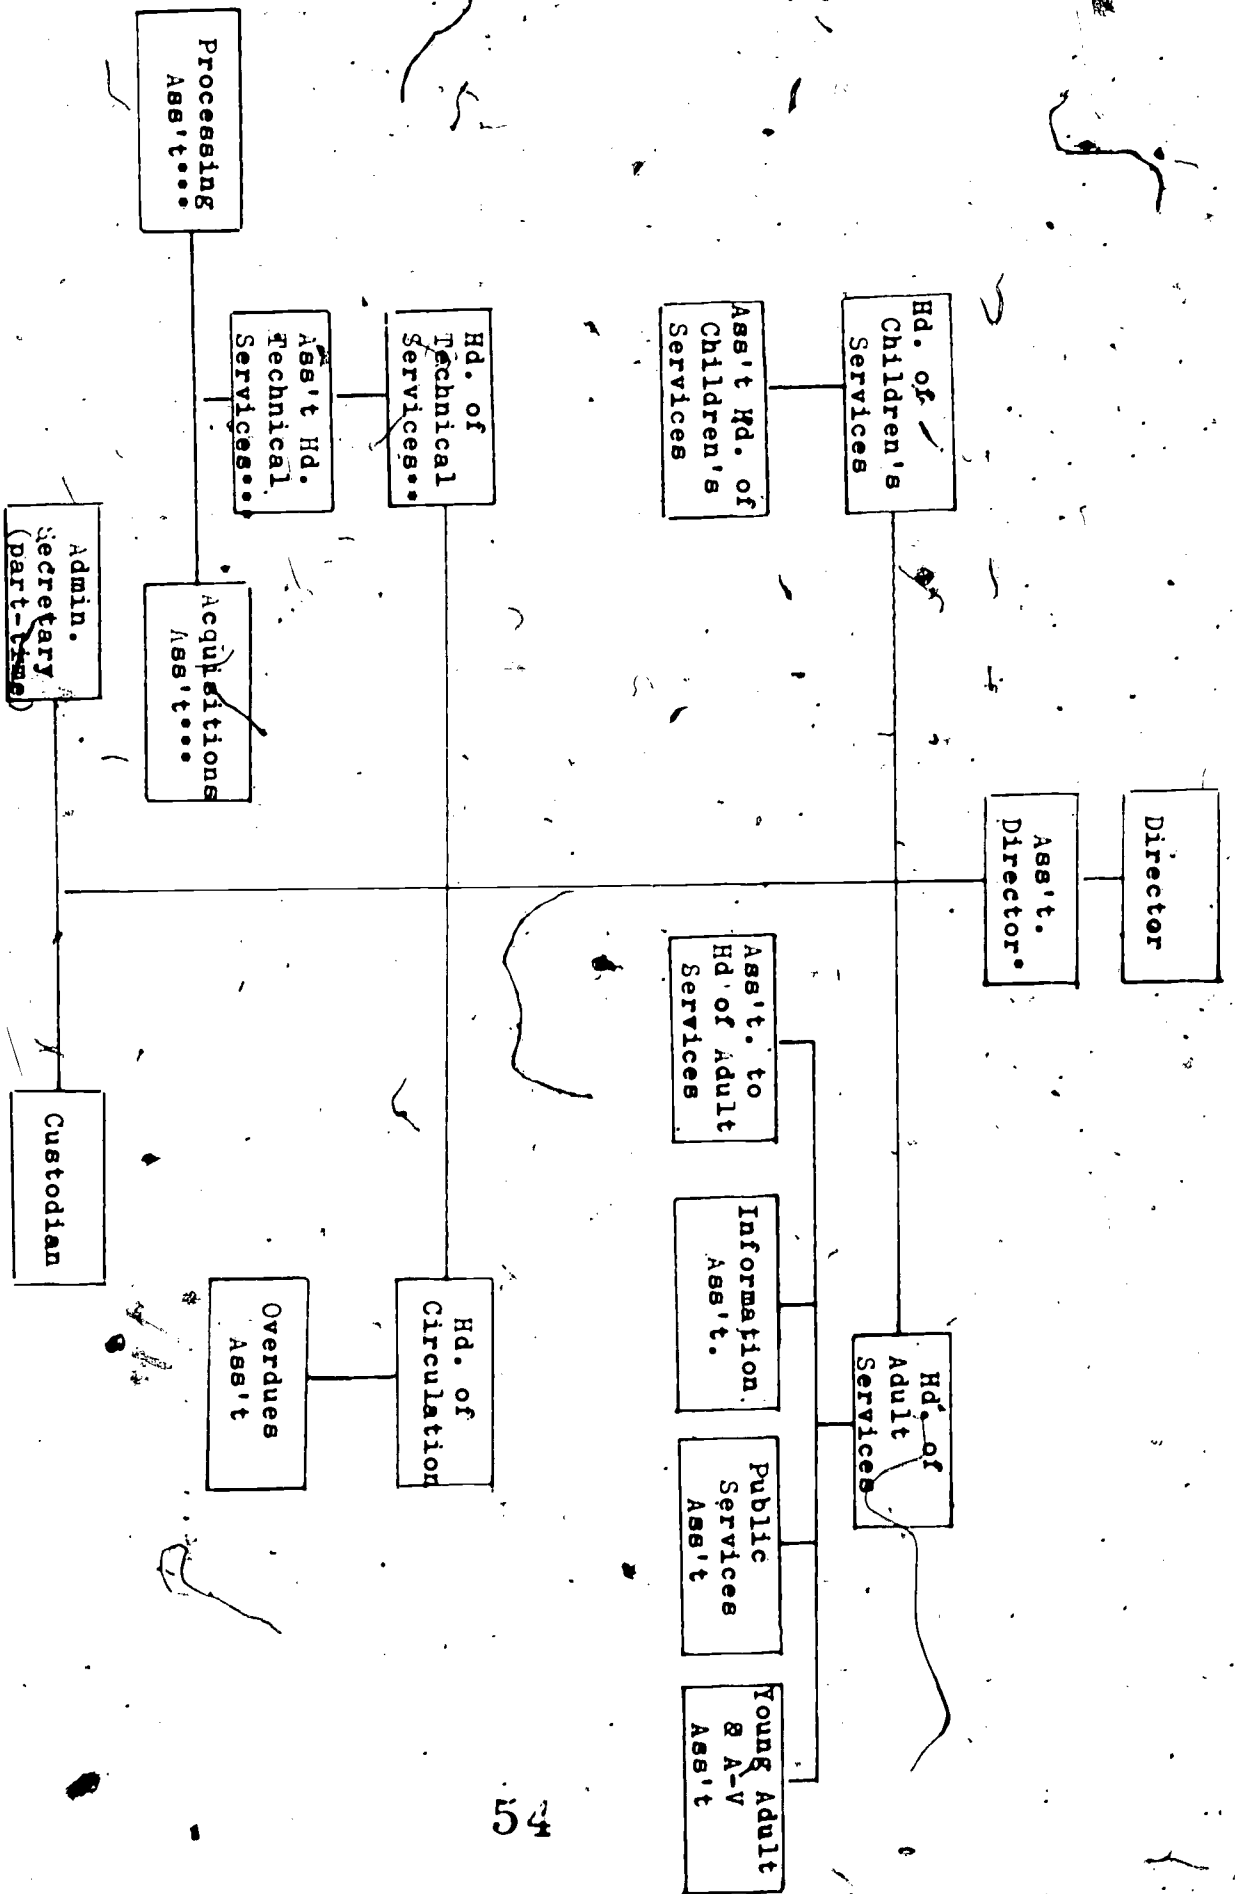 Director
Ass't.
Director*
Hd. of
Children's
Services
Hd. of
Adult
Services
Ass't Hd. of
Children's
Services
Ass't. to
Hd of Adult
Services
Information
Ass't.
Public
Services
Ass't
Young Adult
& A-V
Ass't
Hd. of
Technical
Services**
Hd. of
Circulation
Ass't Hd.
Technical
Services***
Overdues
Ass't
Processing
Ass't***
Acquisitions
Ass't***
Admin.
Secretary
(part-time)
Custodian
54